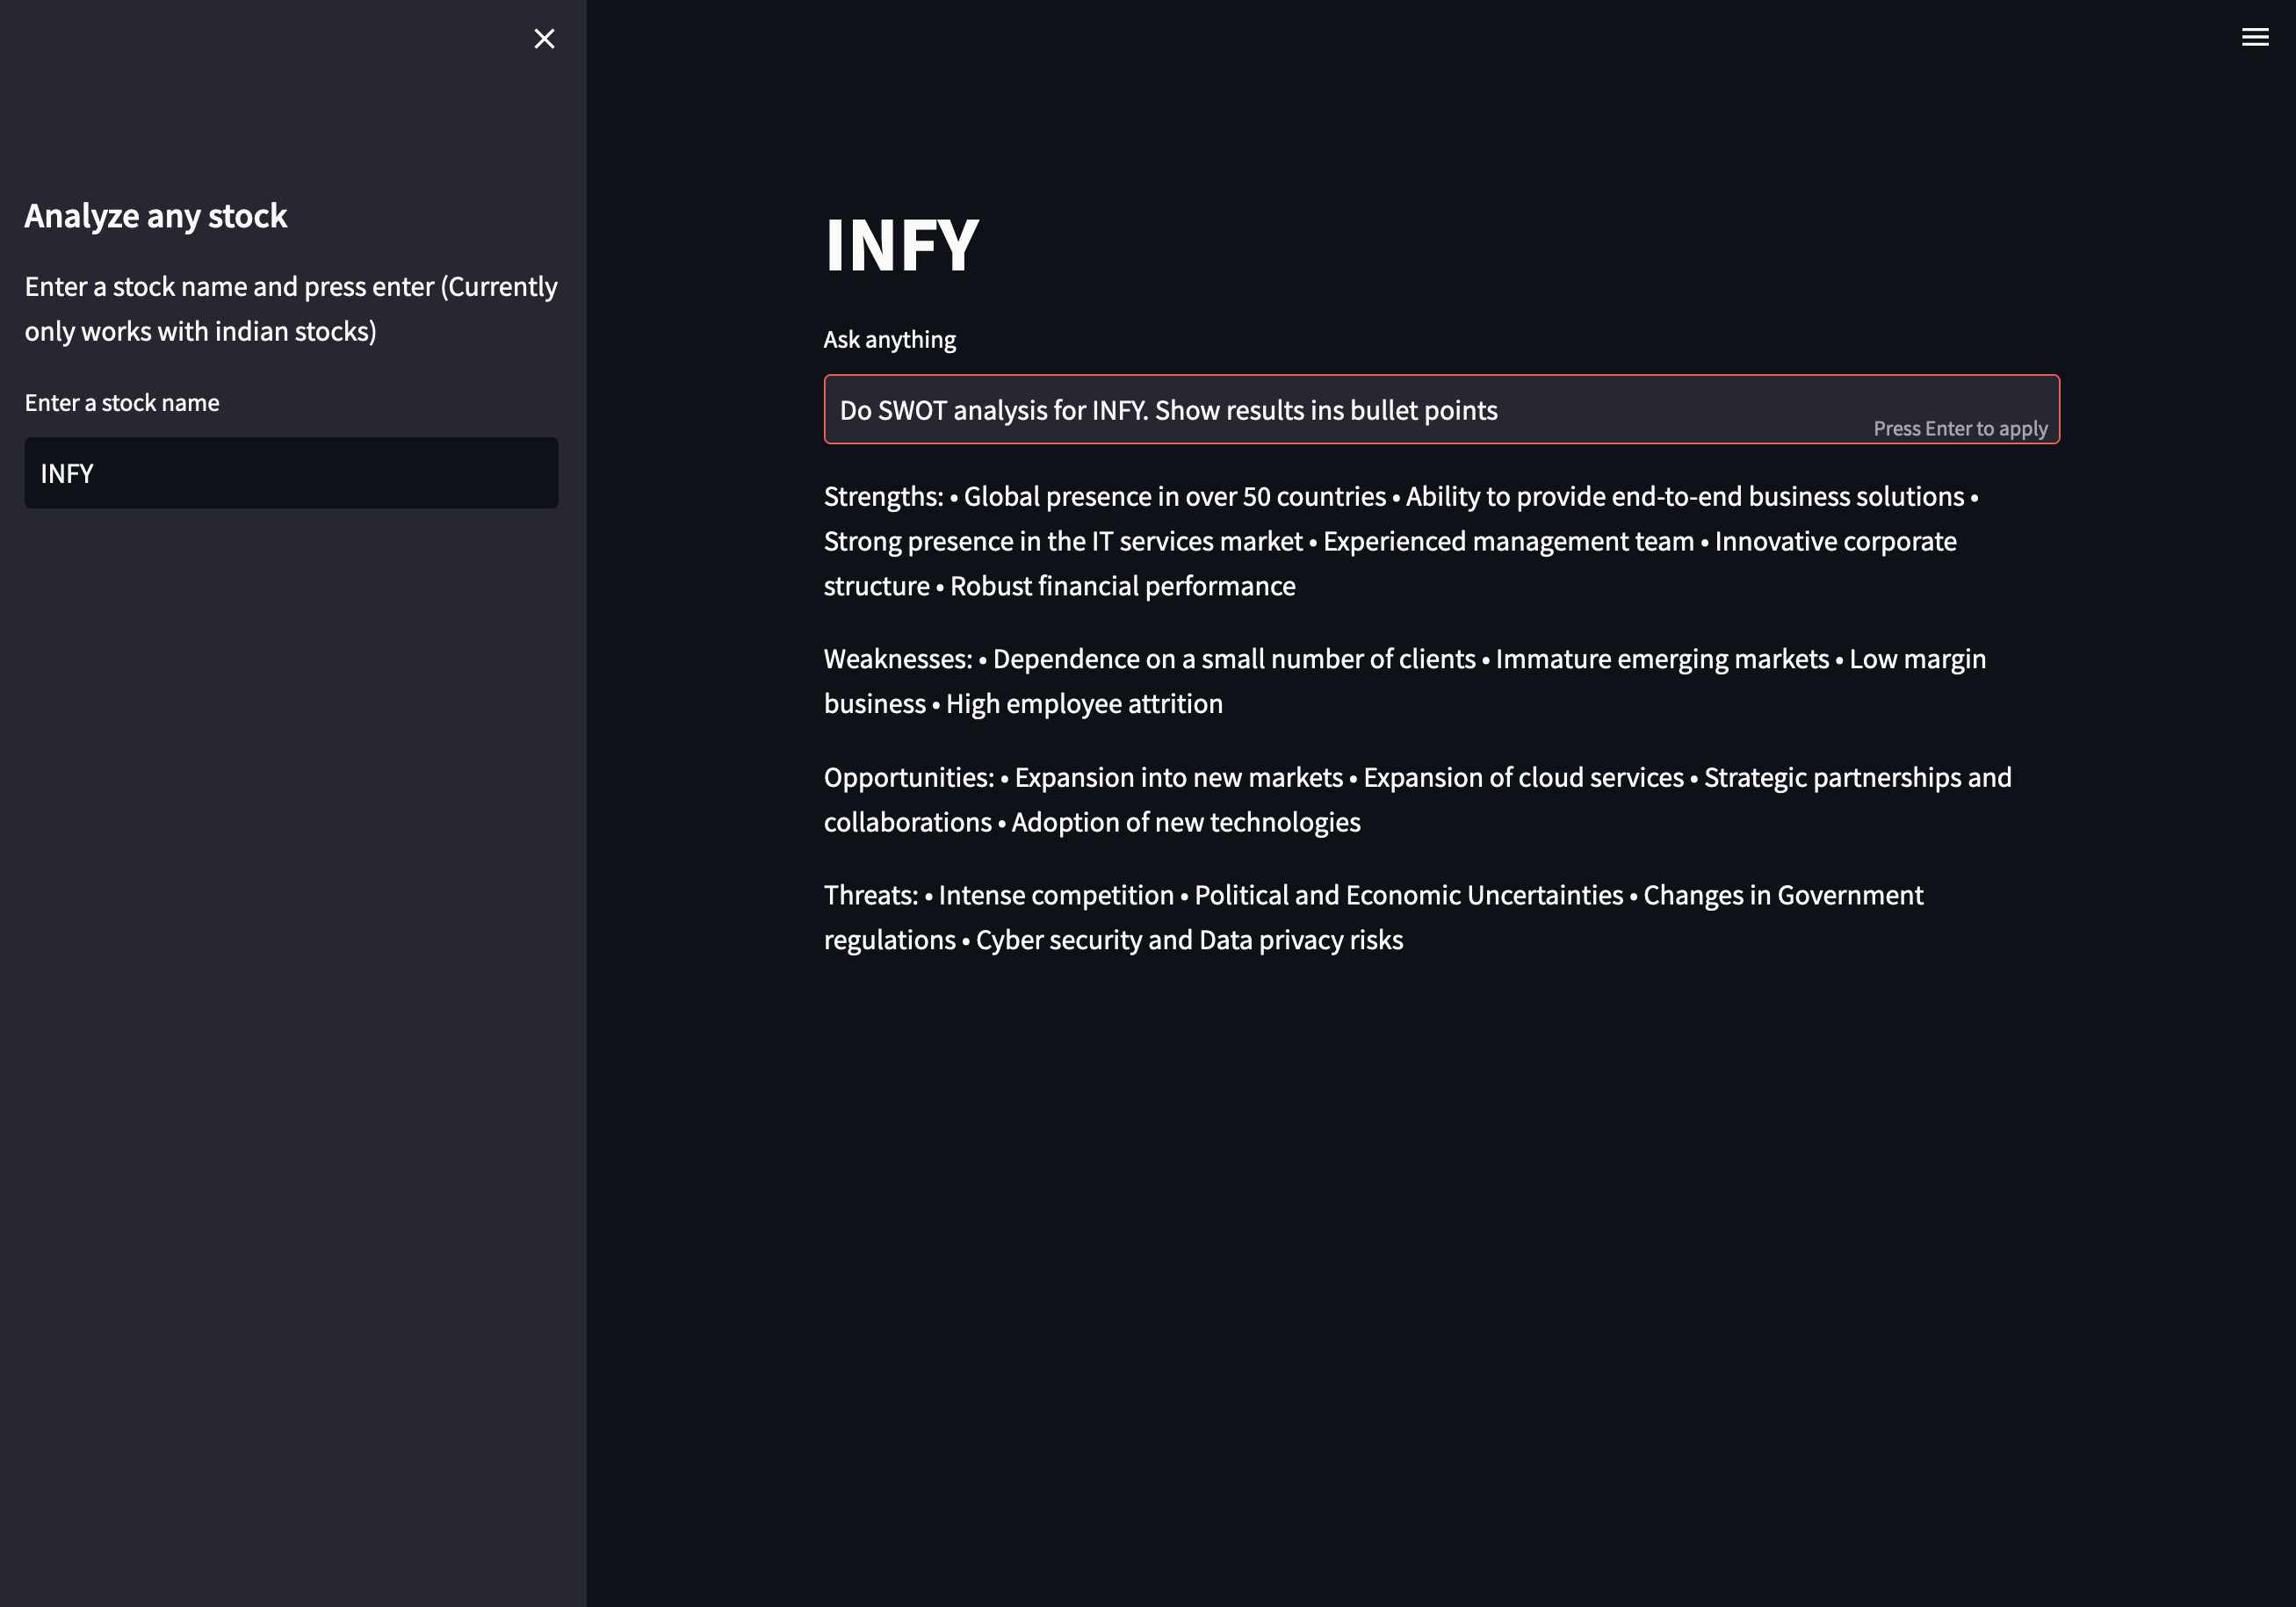 Analyze any stock
Enter a stock name and press enter (Currently
only works with indian stocks)
Enter a stock name
INFY
INFY
Ask anything
Do SWOT analysis for INFY. Show results ins bullet points
Press Enter to apply
Strengths: • Global presence in over 50 countries • Ability to provide end-to-end business solutions •
Strong presence in the IT services market • Experienced management team • Innovative corporate
structure • Robust financial performance
Weaknesses: • Dependence on a small number of clients • Immature emerging markets • Low margin
business • High employee attrition
Opportunities: • Expansion into new markets • Expansion of cloud services • Strategic partnerships and
collaborations • Adoption of new technologies
Threats: • Intense competition • Political and Economic Uncertainties • Changes in Government
regulations • Cyber security and Data privacy risks